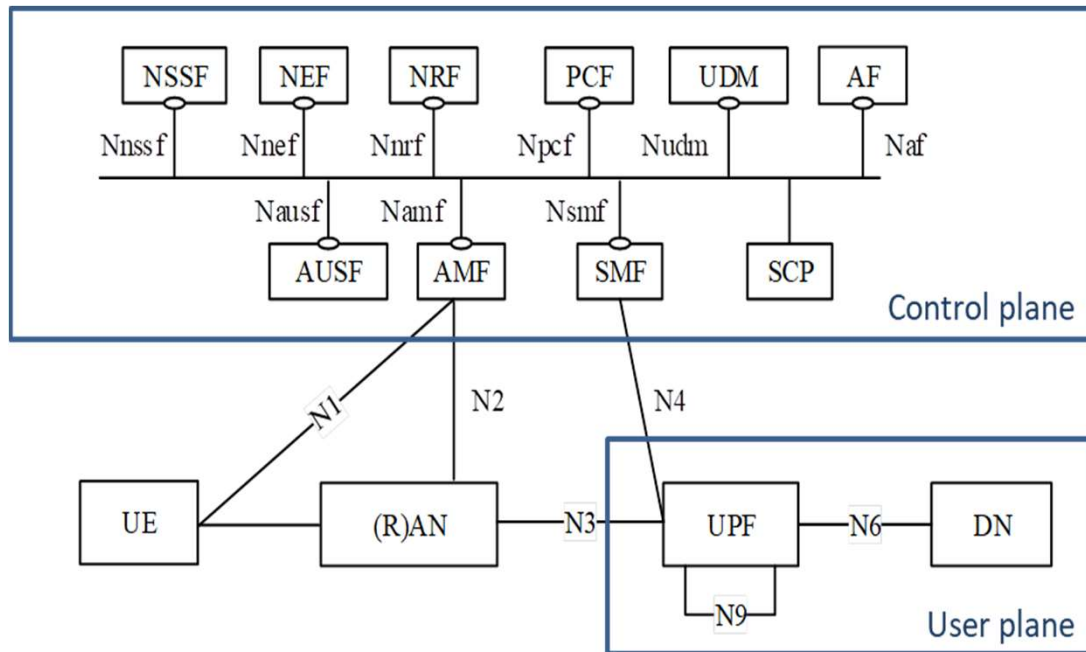 NSSF
NEF
NRF
PCF
UDM
AF
Nnssf
Nnef
Nnrf
Npcf
Nudm
Naf
Nausf
Namf
Nsmf
AUSF
AMF
SMF
SCP
Control plane
N1
N2
N4
UE
(R)AN
N3
UPF
N6
DN
N9
User plane